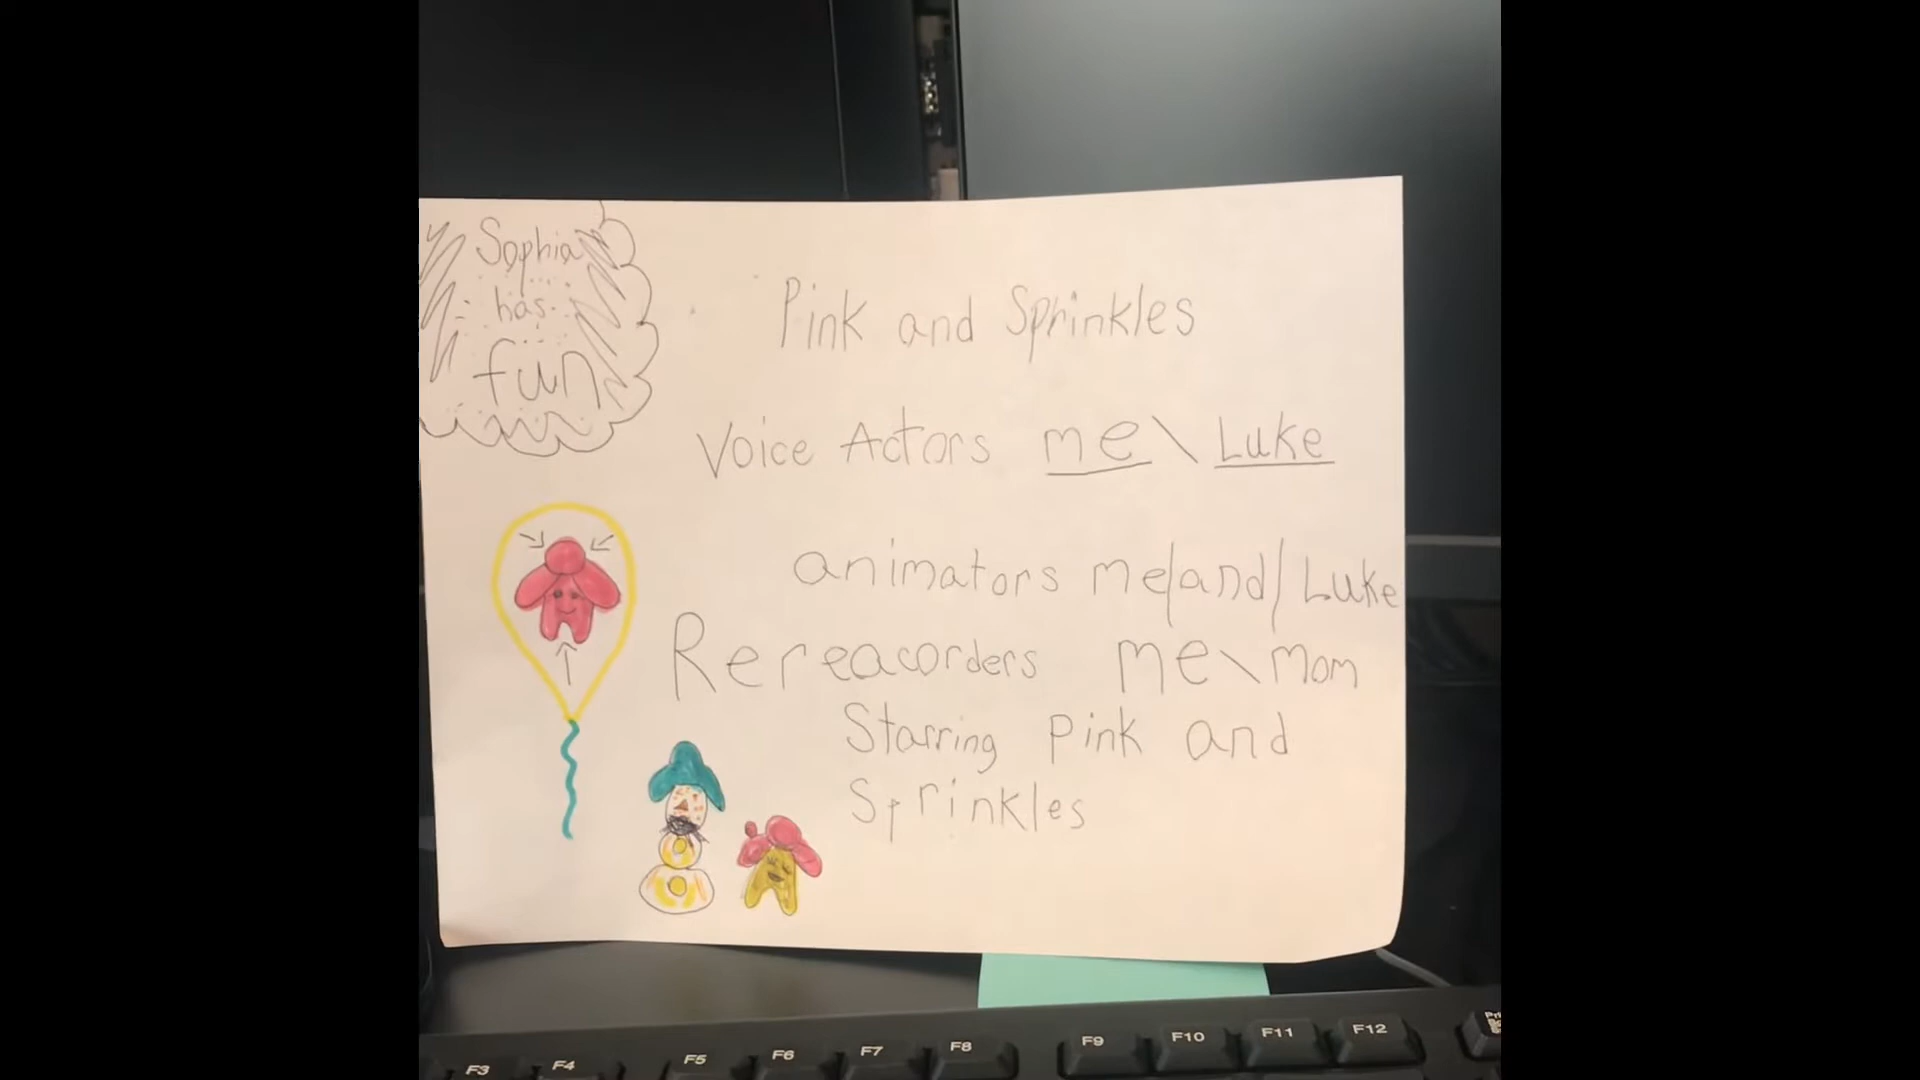 Sophia
has
fun
Pink and Sprinkles
Voice Actors me\Luke
animators me/and/Luke
Rereacorders me\mom
Starring Pink and
Sprinkles
F3 F4 F5 F6 F7 F8 F9 F10 F11 F12